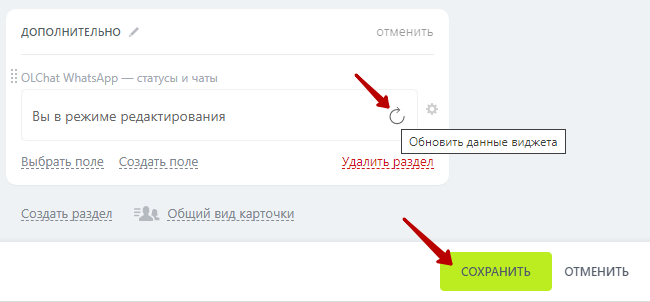 ДОПОЛНИТЕЛЬНО отменить
OLChat WhatsApp — статусы и чаты
Вы в режиме редактирования
Обновить данные виджета
Выбрать поле Создать поле Удалить раздел
Создать раздел Общий вид карточки
СОХРАНИТЬ ОТМЕНИТЬ